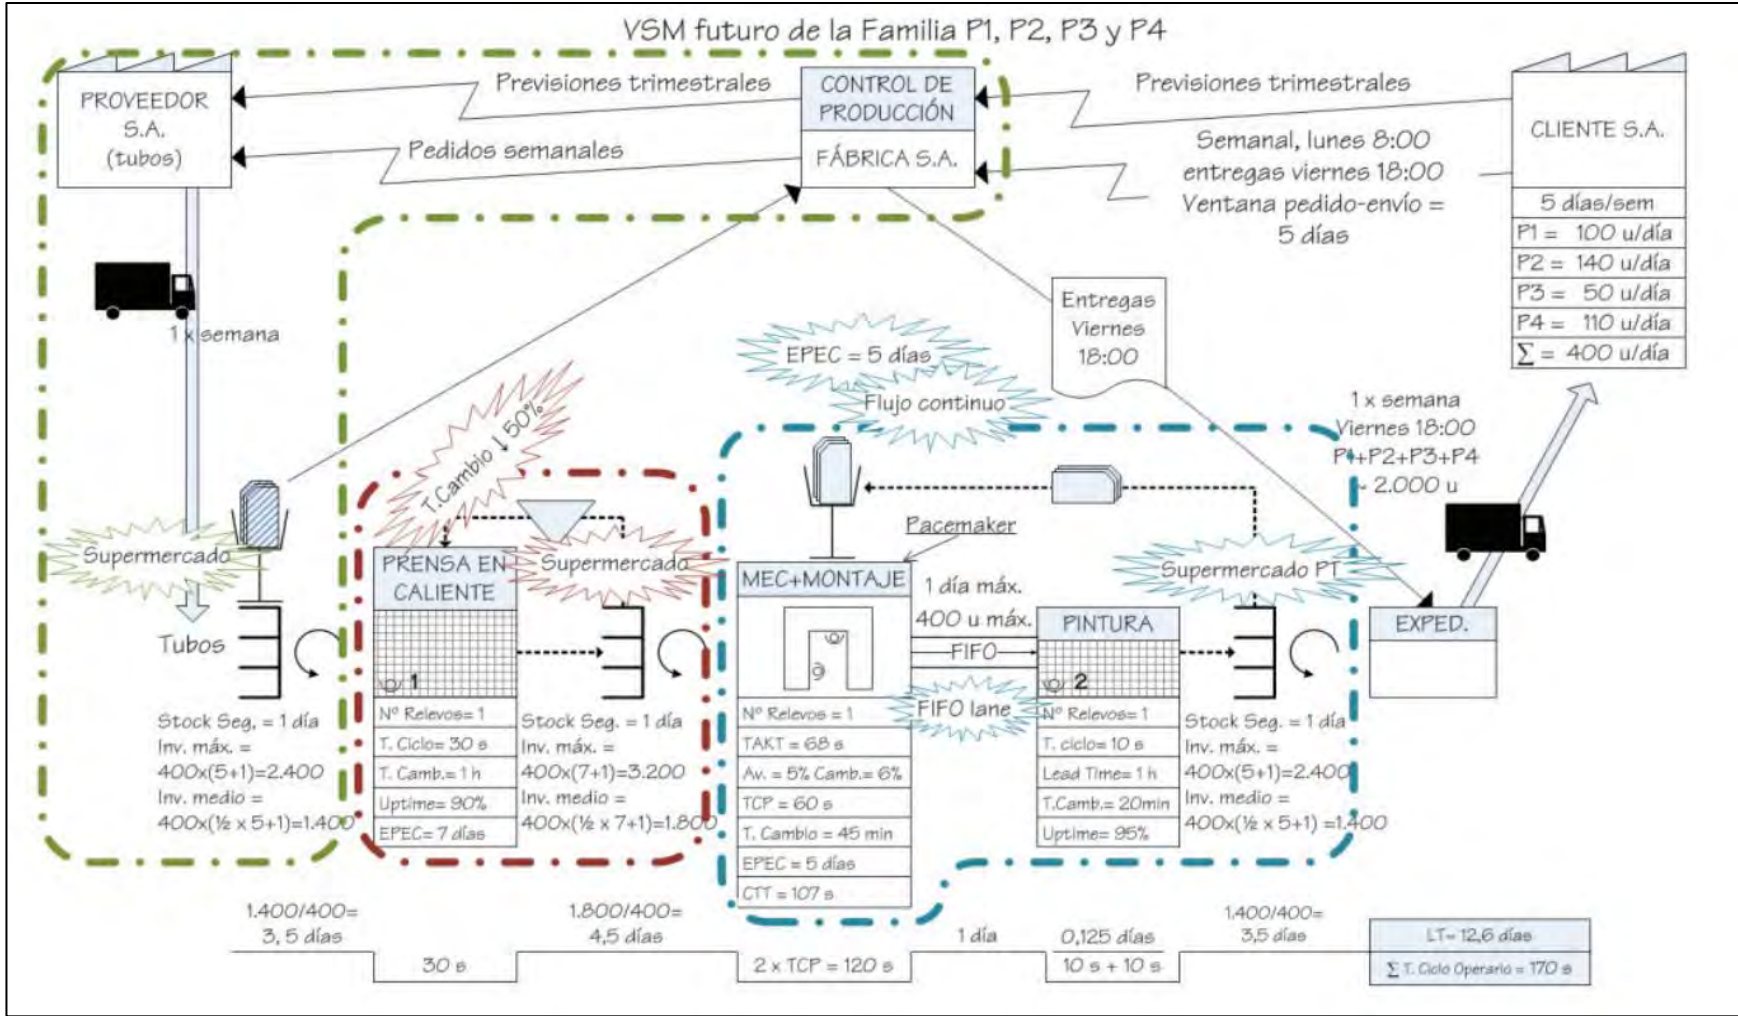 VSM futuro de la Familia P1, P2, P3 y P4
PROVEEDOR
S.A.
(tubos)
Previsiones trimestrales
Pedidos semanales
CONTROL DE
PRODUCCIÓN
FÁBRICA S.A.
Previsiones trimestrales
Semanal, lunes 8:00
entregas viernes 18:00
Ventana pedido-envío =
5 días
CLIENTE S.A.
5 días/sem
P1 = 100 u/día
P2 = 140 u/día
P3 = 50 u/día
P4 = 110 u/día
∑ = 400 u/día
1 x semana
Entregas
Viernes
18:00
EPEC = 5 días
Flujo continuo
T.Cambio ↓ 50%
1 x semana
Viernes 18:00
P1+P2+P3+P4
~ 2.000 u
Supermercado
Tubos
Stock Seg. = 1 día
Inv. máx. =
400x(5+1)=2.400
Inv. medio =
400x(½ x 5+1)=1.400
PRENSA EN
CALIENTE
1
Nº Relevos= 1
T. Ciclo= 30 s
T. Camb.= 1 h
Uptime= 90%
EPEC= 7 días
Supermercado
Stock Seg. = 1 día
Inv. máx. =
400x(7+1)=3.200
Inv. medio =
400x(½ x 7+1)=1.800
Pacemaker
MEC+MONTAJE
Nº Relevos = 1
TAKT = 68 s
Av. = 5% Camb.= 6%
TCP = 60 s
T. Cambio = 45 min
EPEC = 5 días
CTT = 107 s
1 día máx.
400 u máx.
FIFO
FIFO lane
PINTURA
2
Nº Relevos= 1
T. ciclo= 10 s
Lead Time= 1 h
T.Camb.= 20min
Uptime= 95%
Supermercado PT
Stock Seg. = 1 día
Inv. máx. =
400x(5+1)=2.400
Inv. medio =
400x(½ x 5+1) =1.400
EXPED.
1.400/400=
3, 5 días
30 s
1.800/400=
4,5 días
2 x TCP = 120 s
1 día
0,125 días
10 s + 10 s
1.400/400=
3,5 días
LT= 12,6 días
∑ T. Ciclo Operario = 170 s